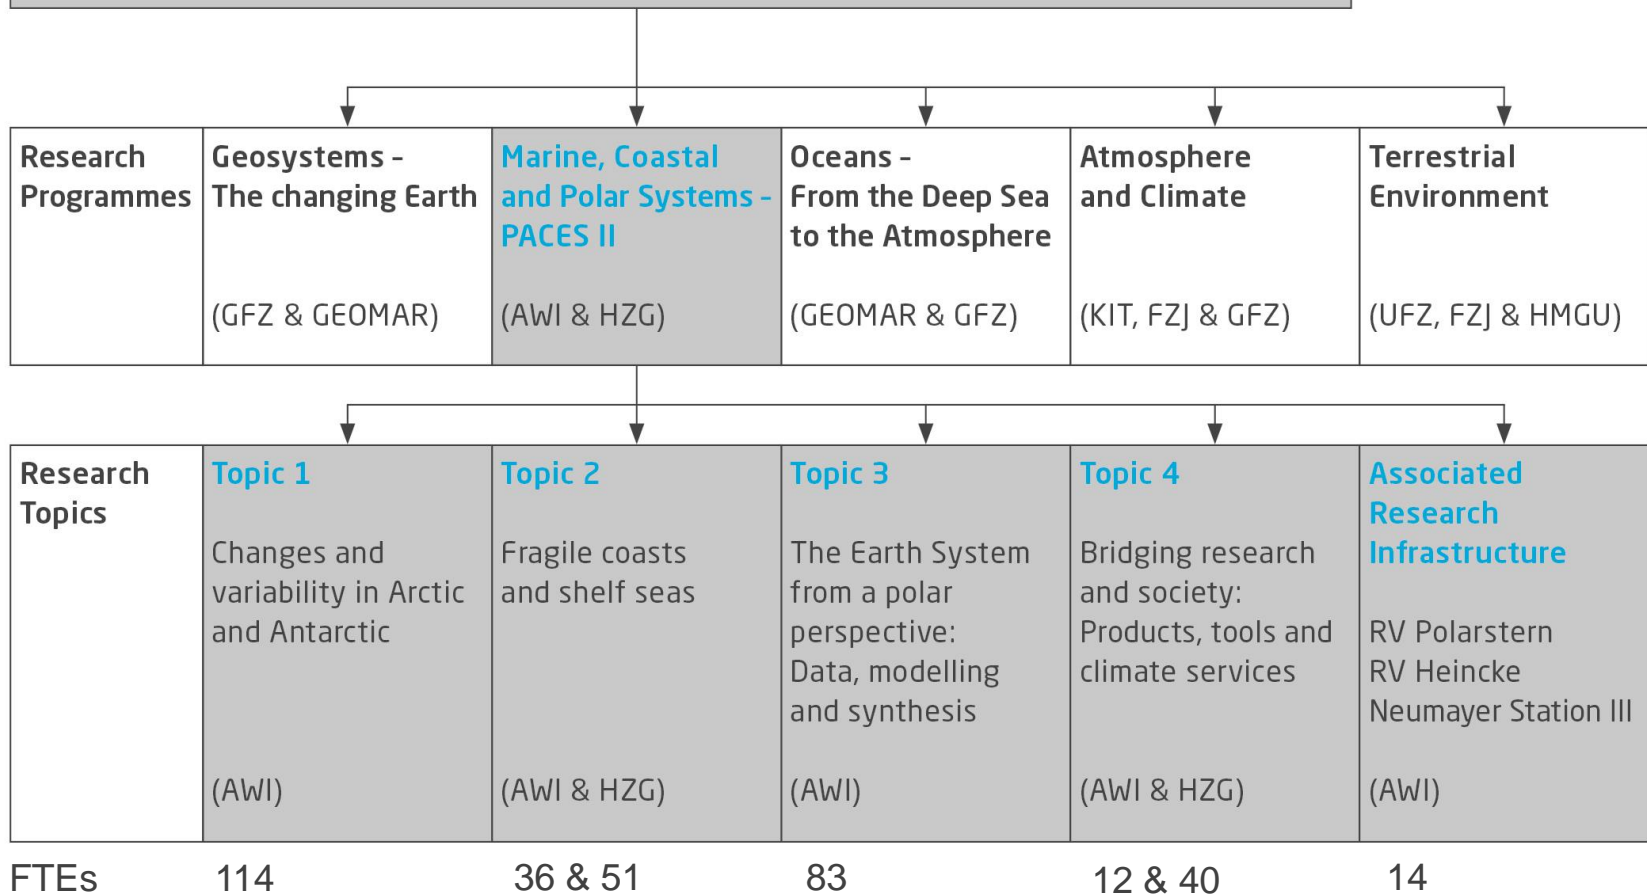 Research
Programmes
Geosystems –
The changing Earth
(GFZ & GEOMAR)
Marine, Coastal
and Polar Systems –
PACES II
(AWI & HZG)
Oceans –
From the Deep Sea
to the Atmosphere
(GEOMAR & GFZ)
Atmosphere
and Climate
(KIT, FZJ & GFZ)
Terrestrial
Environment
(UFZ, FZJ & HMGU)
Research
Topics
Topic 1
Changes and
variability in Arctic
and Antarctic
(AWI)
Topic 2
Fragile coasts
and shelf seas
(AWI & HZG)
Topic 3
The Earth System
from a polar
perspective:
Data, modelling
and synthesis
(AWI)
Topic 4
Bridging research
and society:
Products, tools and
climate services
(AWI & HZG)
Associated
Research
Infrastructure
RV Polarstern
RV Heincke
Neumayer Station III
(AWI)
FTEs 114 36 & 51 83 12 & 40 14